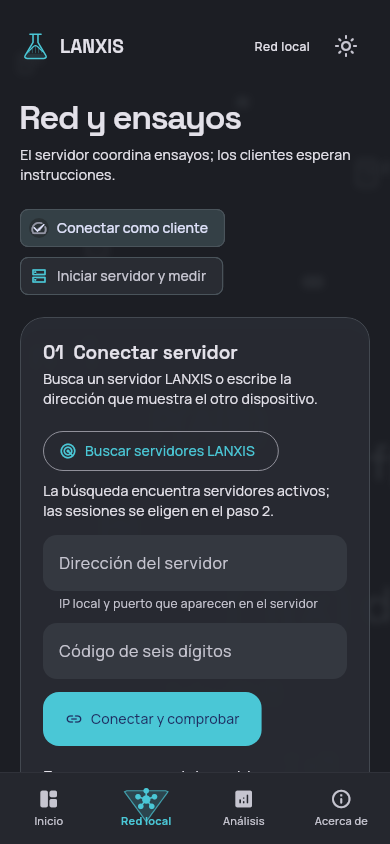 LANXIS
Red local
Red y ensayos
El servidor coordina ensayos; los clientes esperan
instrucciones.
Conectar como cliente
Iniciar servidor y medir
01 Conectar servidor
Busca un servidor LANXIS o escribe la
dirección que muestra el otro dispositivo.
Buscar servidores LANXIS
La búsqueda encuentra servidores activos;
las sesiones se eligen en el paso 2.
Dirección del servidor
IP local y puerto que aparecen en el servidor
Código de seis dígitos
Conectar y comprobar
Inicio
Red local
Análisis
Acerca de